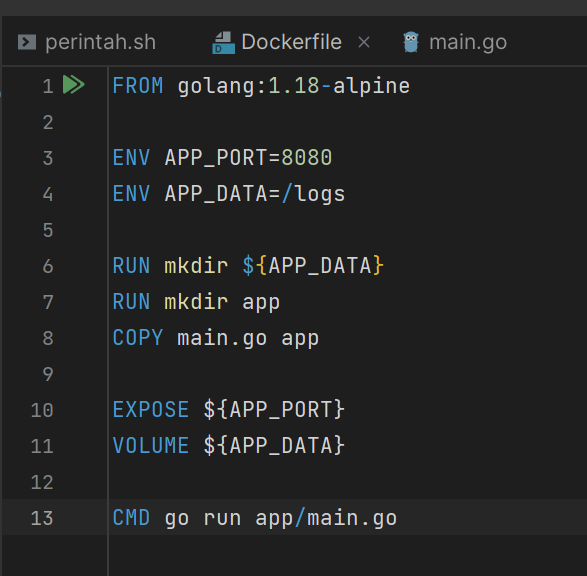 perintah.sh Dockerfile main.go
1 FROM golang:1.18-alpine
2
3 ENV APP_PORT=8080
4 ENV APP_DATA=/logs
5
6 RUN mkdir ${APP_DATA}
7 RUN mkdir app
8 COPY main.go app
9
10 EXPOSE ${APP_PORT}
11 VOLUME ${APP_DATA}
12
13 CMD go run app/main.go